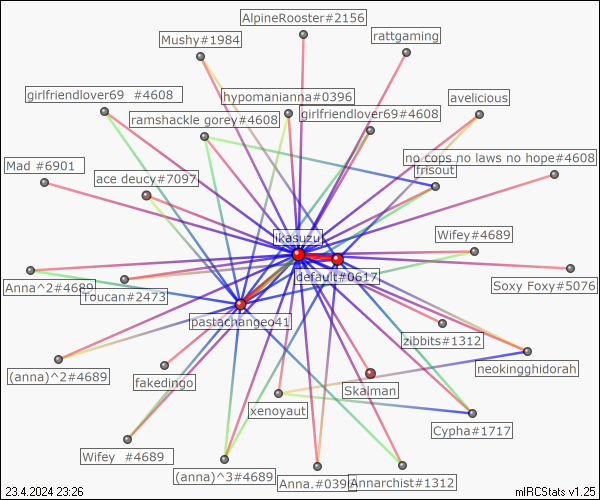 AlpineRooster#2156
rattgaming
Mushy#1984
girlfriendlover69 #4608
hypomanianna#0396
avelicious
ramshackle gorey#4608
girlfriendlover69#4608
Mad #6901
ace deucy#7097
no cops no laws no hope#4608
frisout
ikasuzu
Wifey#4689
default#0617
Anna^2#4689
Toucan#2473
Soxy Foxy#5076
pastachangeo41
zibbits#1312
(anna)^2#4689
fakedingo
Skalman
neokingghidorah
xenoyaut
Cypha#1717
Wifey #4689
(anna)^3#4689
Anna.#0396
Annarchist#1312
23.4.2024 23:26
mIRCStats v1.25